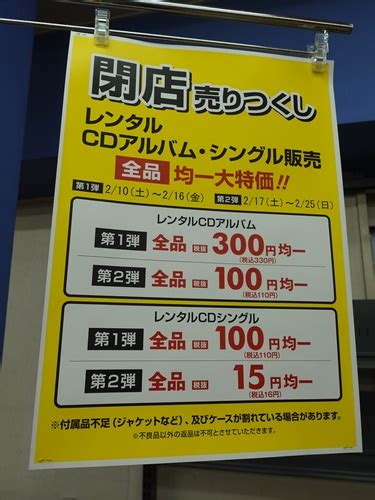 閉店売りつくし
レンタル
CDアルバム・シングル販売
全品 均一大特価!!
第1弾 2/10(土)~2/16(金) 第2弾 2/17(土)~2/25(日)
レンタルCDアルバム
第1弾 全品 税抜 300円均一
(税込330円)
第2弾 全品 税抜 100円均一
(税込110円)
レンタルCDシングル
第1弾 全品 税抜 100円均一
(税込110円)
第2弾 全品 税抜 15円均一
(税込16円)
※付属品不足(ジャケットなど)、及びケースが割れている場合があります。
※不良品以外の返品は不可とさせていただきます。